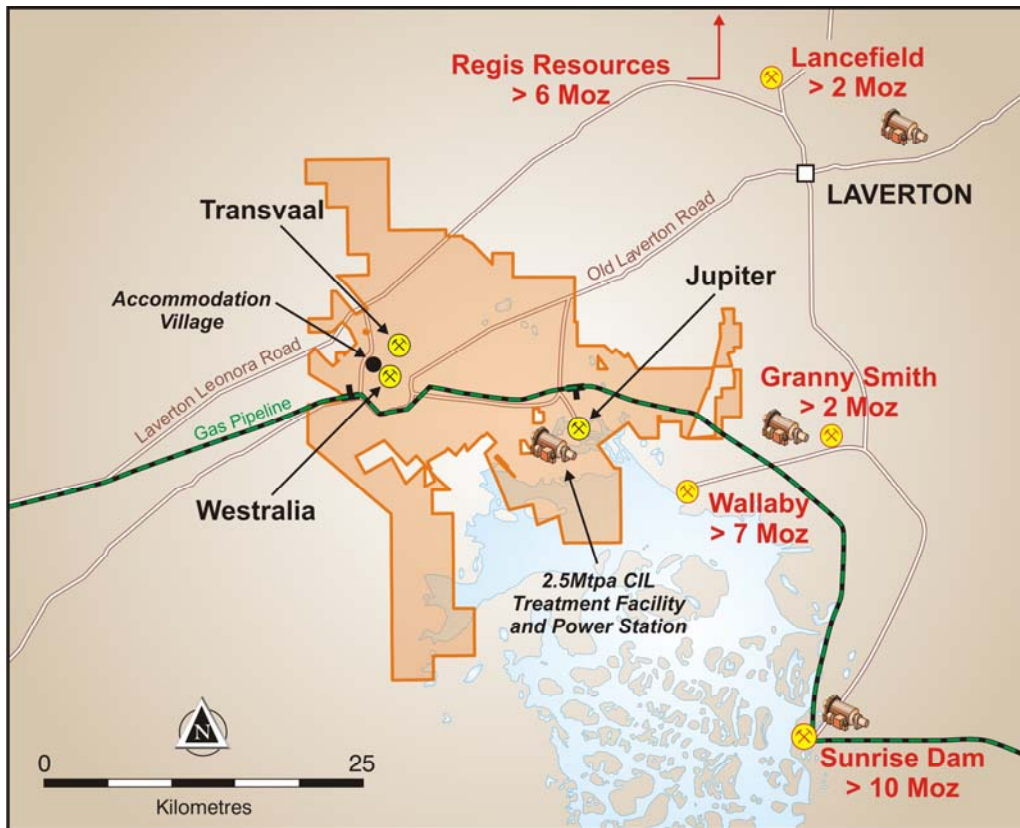 Regis Resources
> 6 Moz
Lancefield
> 2 Moz
LAVERTON
Transvaal
Old Laverton Road
Jupiter
Accommodation
Village
Laverton Leonora Road
Gas Pipeline
Granny Smith
> 2 Moz
Westralia
Wallaby
> 7 Moz
2.5Mtpa CIL
Treatment Facility
and Power Station
N
0 25
Kilometres
Sunrise Dam
> 10 Moz